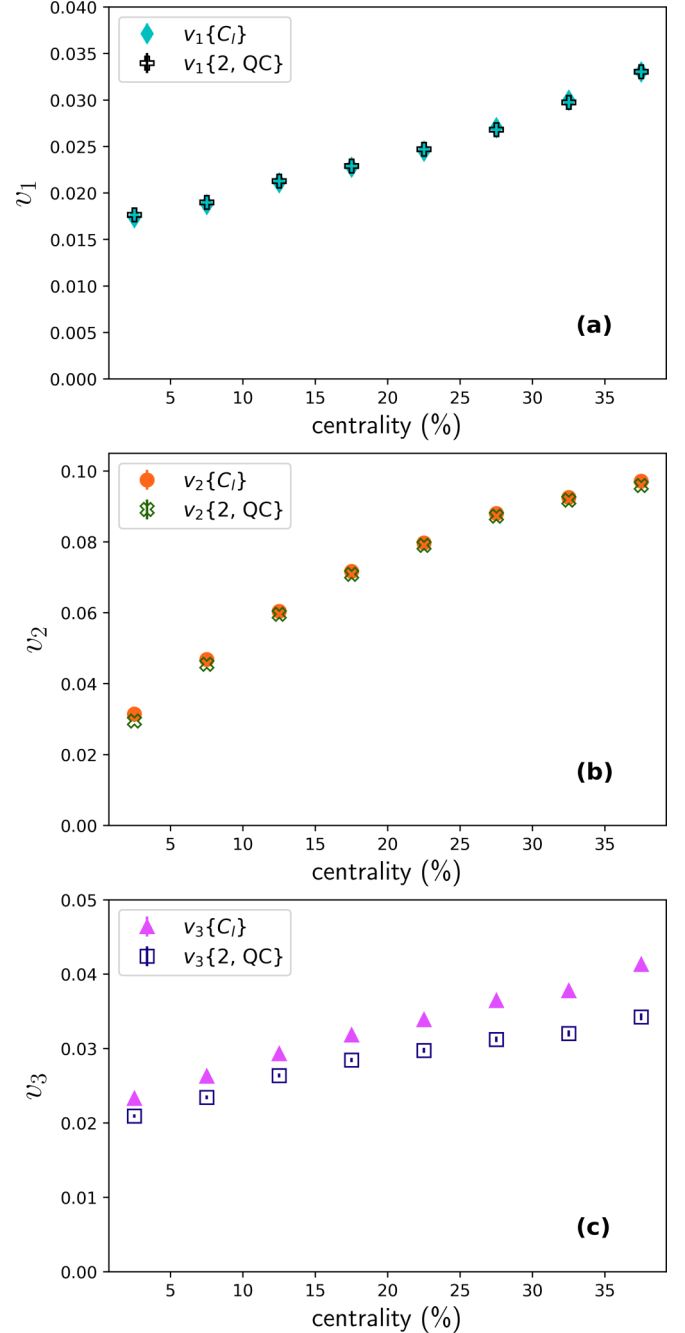 0.040
0.035
0.030
0.025
0.020
0.015
0.010
0.005
0.000
v₁
v₁{Cₗ}
v₁{2, QC}
(a)
5 10 15 20 25 30 35
centrality (%)
0.10
0.08
0.06
0.04
0.02
0.00
v₂
v₂{Cₗ}
v₂{2, QC}
(b)
5 10 15 20 25 30 35
centrality (%)
0.05
0.04
0.03
0.02
0.01
0.00
v₃
v₃{Cₗ}
v₃{2, QC}
(c)
5 10 15 20 25 30 35
centrality (%)